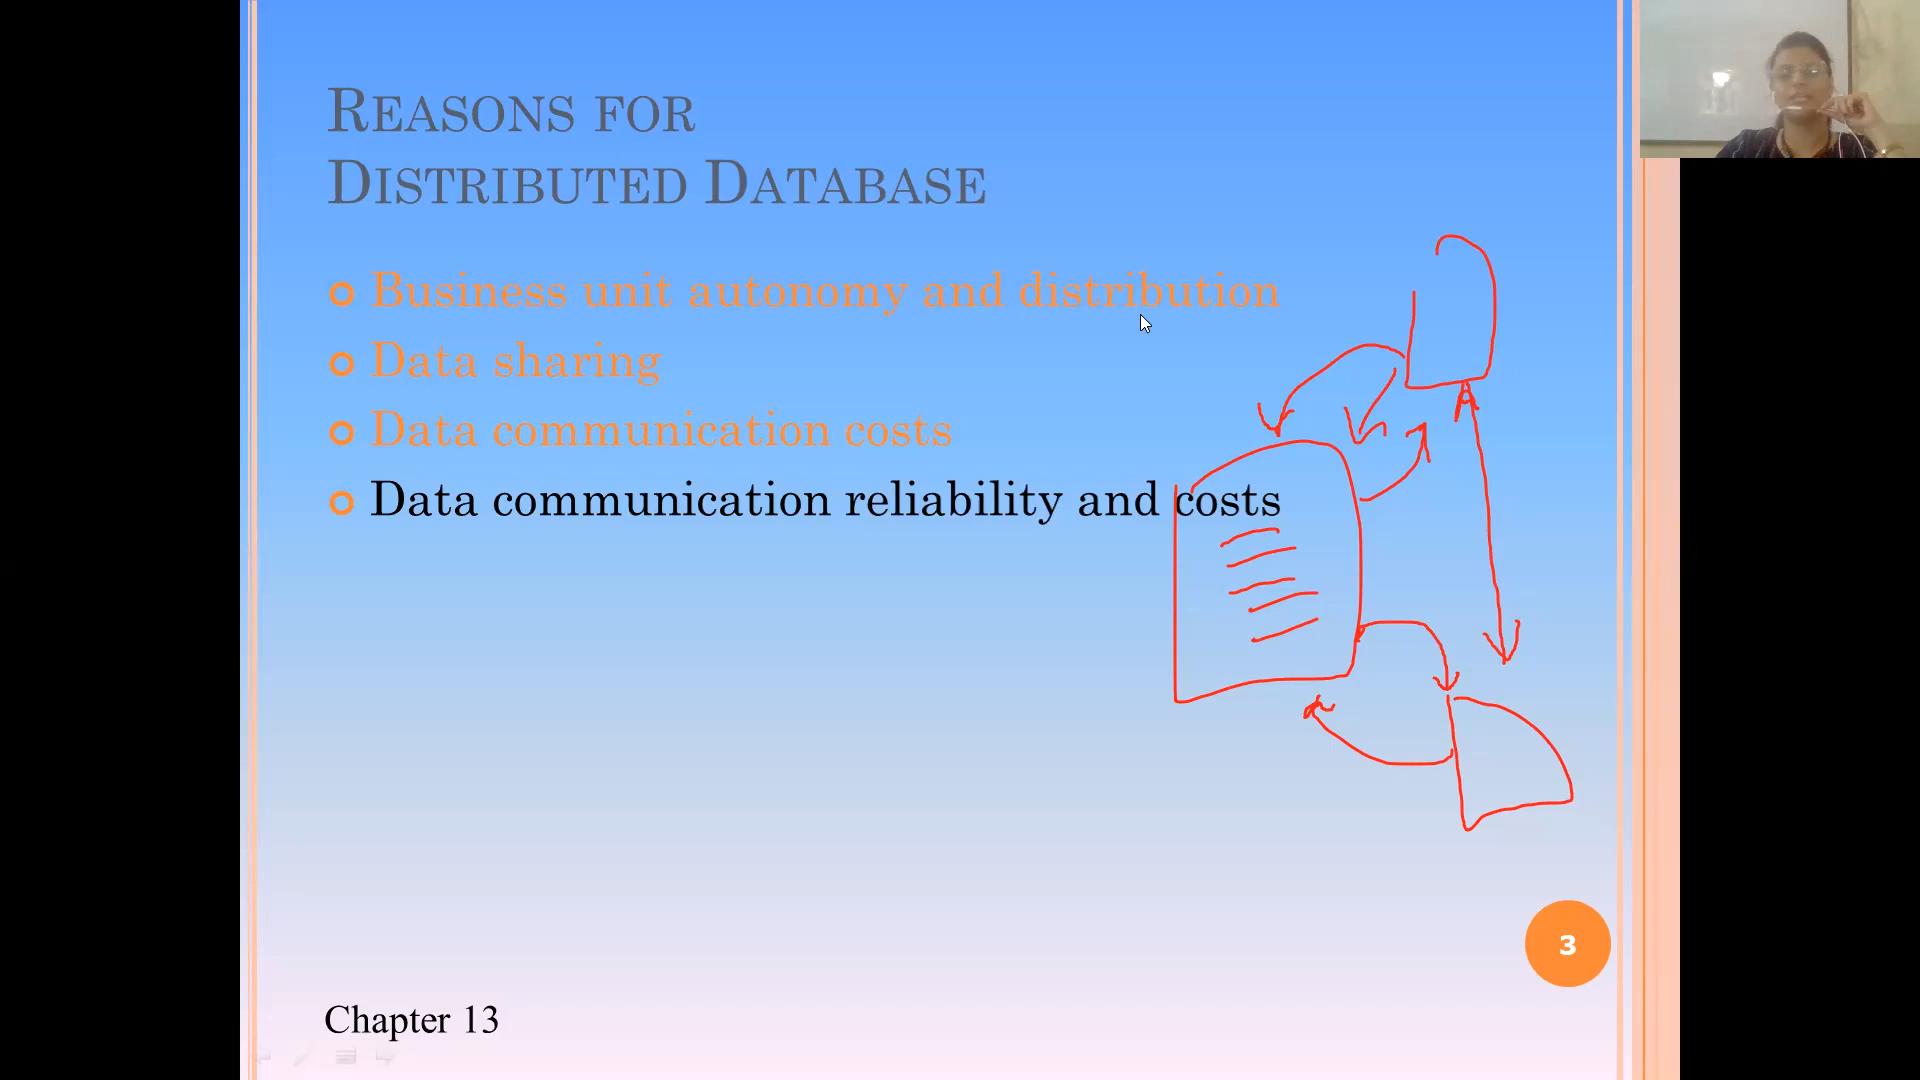 REASONS FOR
DISTRIBUTED DATABASE
Business unit autonomy and distribution
Data sharing
Data communication costs
Data communication reliability and costs
3
Chapter 13